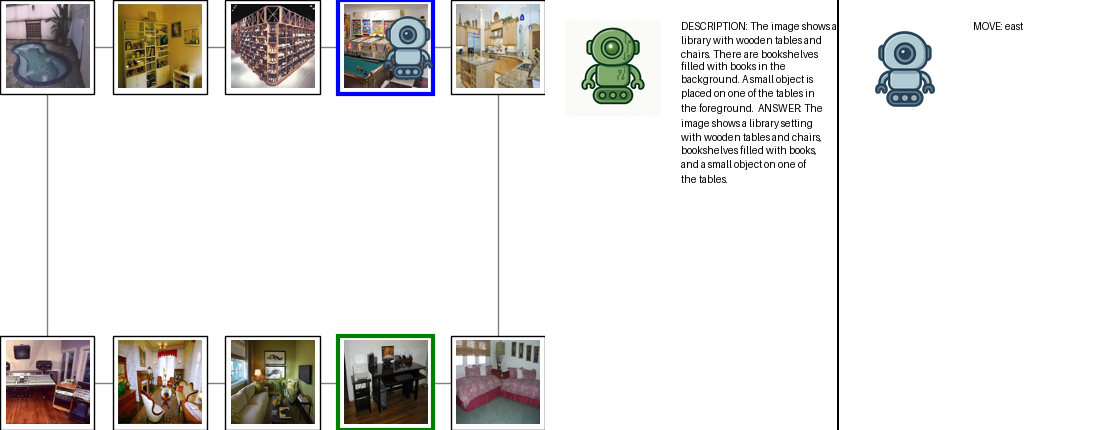 DESCRIPTION: The image shows a
library with wooden tables and
chairs. There are bookshelves
filled with books in the
background. A small object is
placed on one of the tables in
the foreground. ANSWER: The
image shows a library setting
with wooden tables and chairs,
bookshelves filled with books,
and a small object on one of
the tables.
MOVE: east